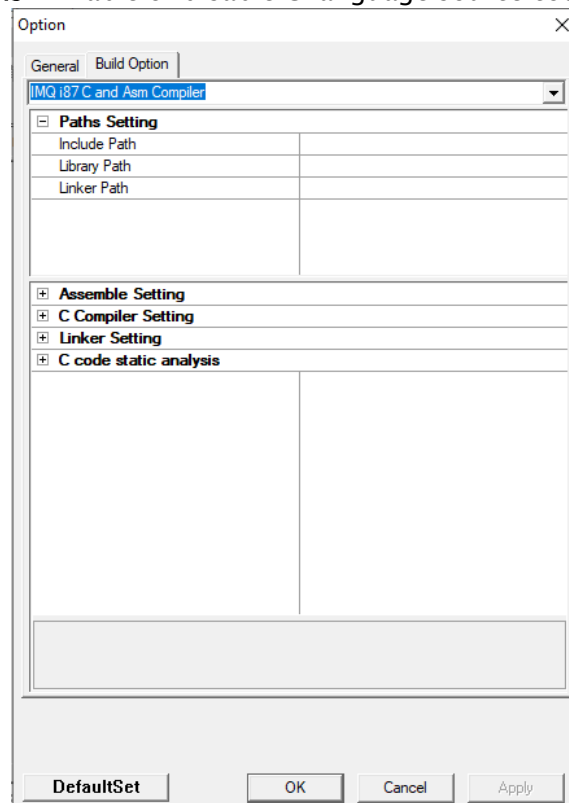 Option
General Build Option
IMQ i87 C and Asm Compiler
Paths Setting
Include Path
Library Path
Linker Path
Assemble Setting
C Compiler Setting
Linker Setting
C code static analysis
DefaultSet OK Cancel Apply